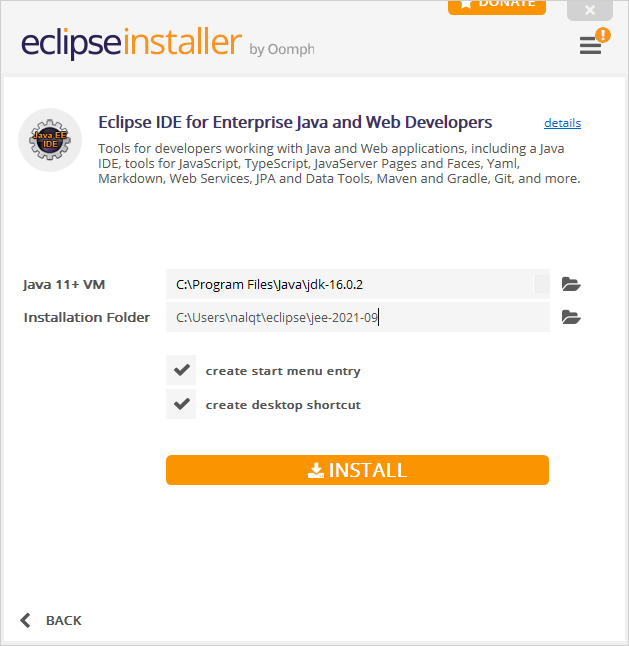 DONATE
eclipseinstaller by Oomph
!
Java EE
IDE
Eclipse IDE for Enterprise Java and Web Developers
details
Tools for developers working with Java and Web applications, including a Java
IDE, tools for JavaScript, TypeScript, JavaServer Pages and Faces, Yaml,
Markdown, Web Services, JPA and Data Tools, Maven and Gradle, Git, and more.
Java 11+ VM
C:\Program Files\Java\jdk-16.0.2
Installation Folder
C:\Users\nalqt\eclipse\jee-2021-09
create start menu entry
create desktop shortcut
INSTALL
BACK